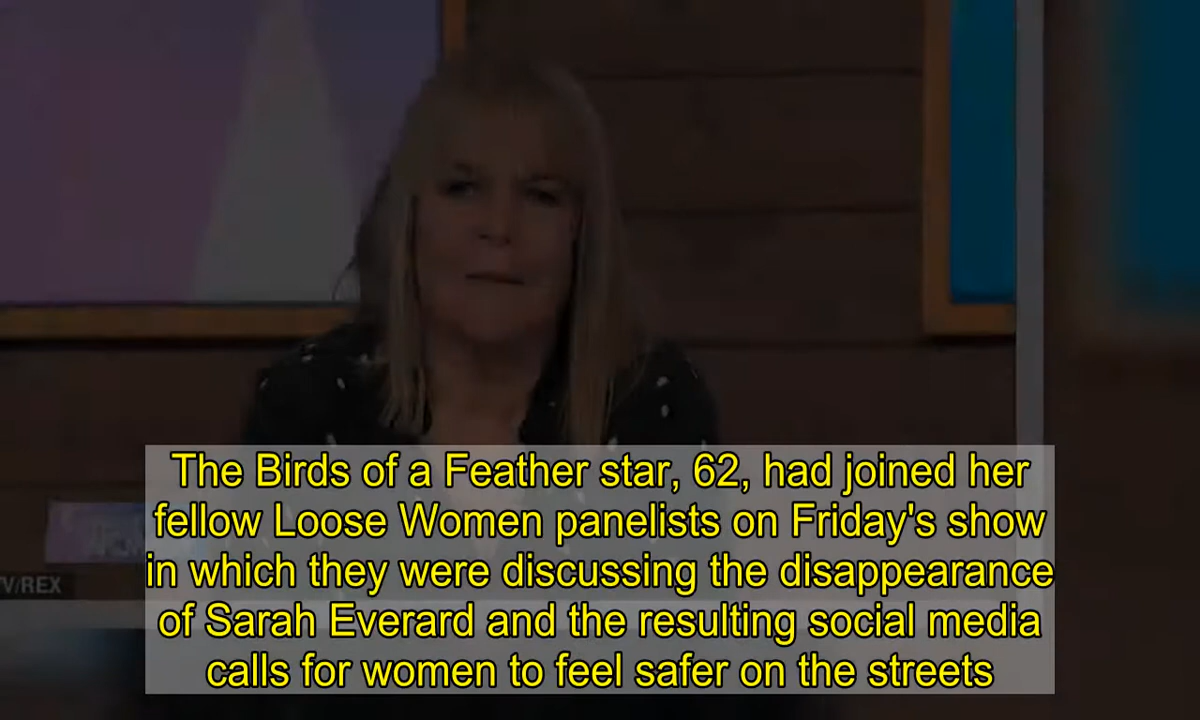 The Birds of a Feather star, 62, had joined her
fellow Loose Women panelists on Friday's show
in which they were discussing the disappearance
V/REX
of Sarah Everard and the resulting social media
calls for women to feel safer on the streets